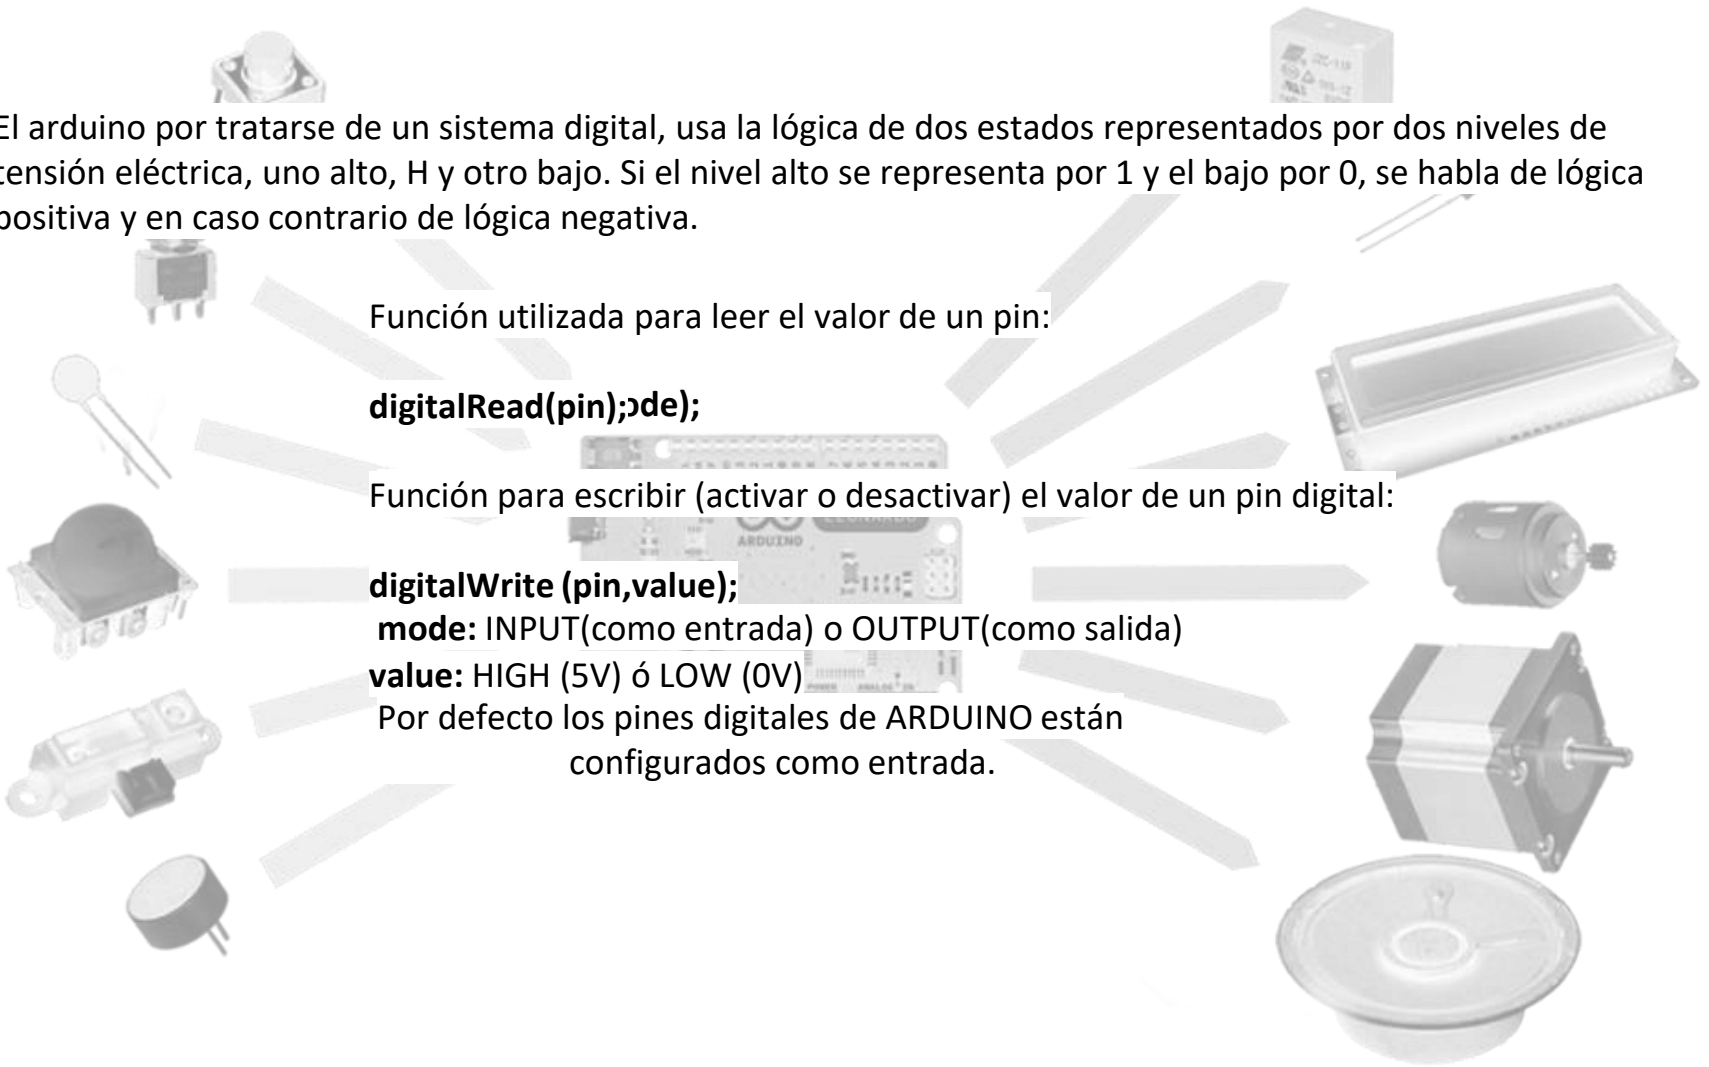 El arduino por tratarse de un sistema digital, usa la lógica de dos estados representados por dos niveles de
tensión eléctrica, uno alto, H y otro bajo. Si el nivel alto se representa por 1 y el bajo por 0, se habla de lógica
positiva y en caso contrario de lógica negativa.
Función utilizada para leer el valor de un pin:
digitalRead(pin);ode);
Función para escribir (activar o desactivar) el valor de un pin digital:
ARDUINO
digitalWrite (pin,value);
mode: INPUT(como entrada) o OUTPUT(como salida)
value: HIGH (5V) ó LOW (0V)
POWER ANALOG IN
Por defecto los pines digitales de ARDUINO están
configurados como entrada.